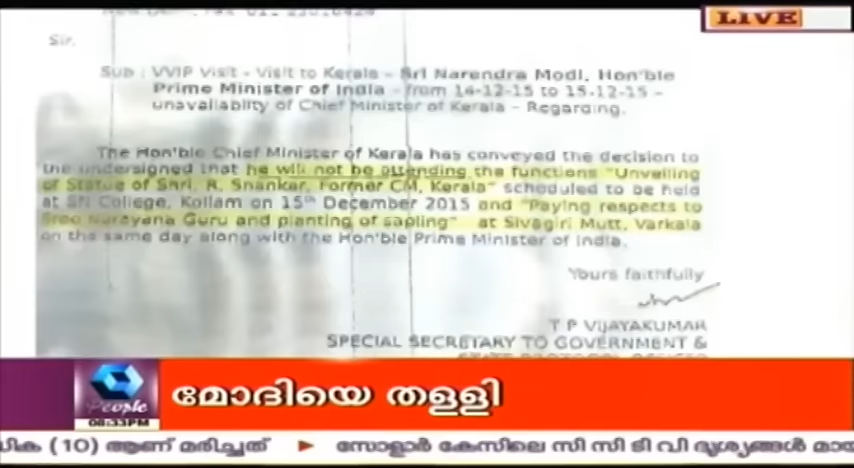 LIVE
Sir,
Sub : VVIP Visit - Visit to Kerala - Sri Narendra Modi, Hon'ble
Prime Minister of India - from 14-12-15 to 15-12-15 -
unavailability of Chief Minister of Kerala - Regarding.
The Hon'ble Chief Minister of Kerala has conveyed the decision to
the undersigned that he will not be attending the functions "Unveiling
of Statue of Shri. R. Shankar, Former CM, Kerala" scheduled to be held
at SN College, Kollam on 15th December 2015 and "Paying respects to
Sree Narayana Guru and planting of sapling" at Sivagiri Mutt, Varkala
on the same day along with the Hon'ble Prime Minister of India.
Yours faithfully
T P VIJAYAKUMAR
SPECIAL SECRETARY TO GOVERNMENT &
People
08:33PM
മോദിയെ തള്ളി
(10) ആണ് മരിച്ചത് ► സോളാർ കേസിലെ സി സി ടി വി ദൃശ്യങ്ങൾ